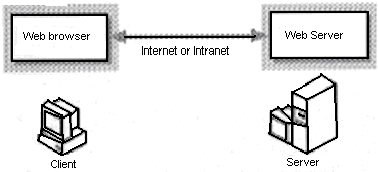 Web browser
Web Server
Internet or Intranet
Client
Server